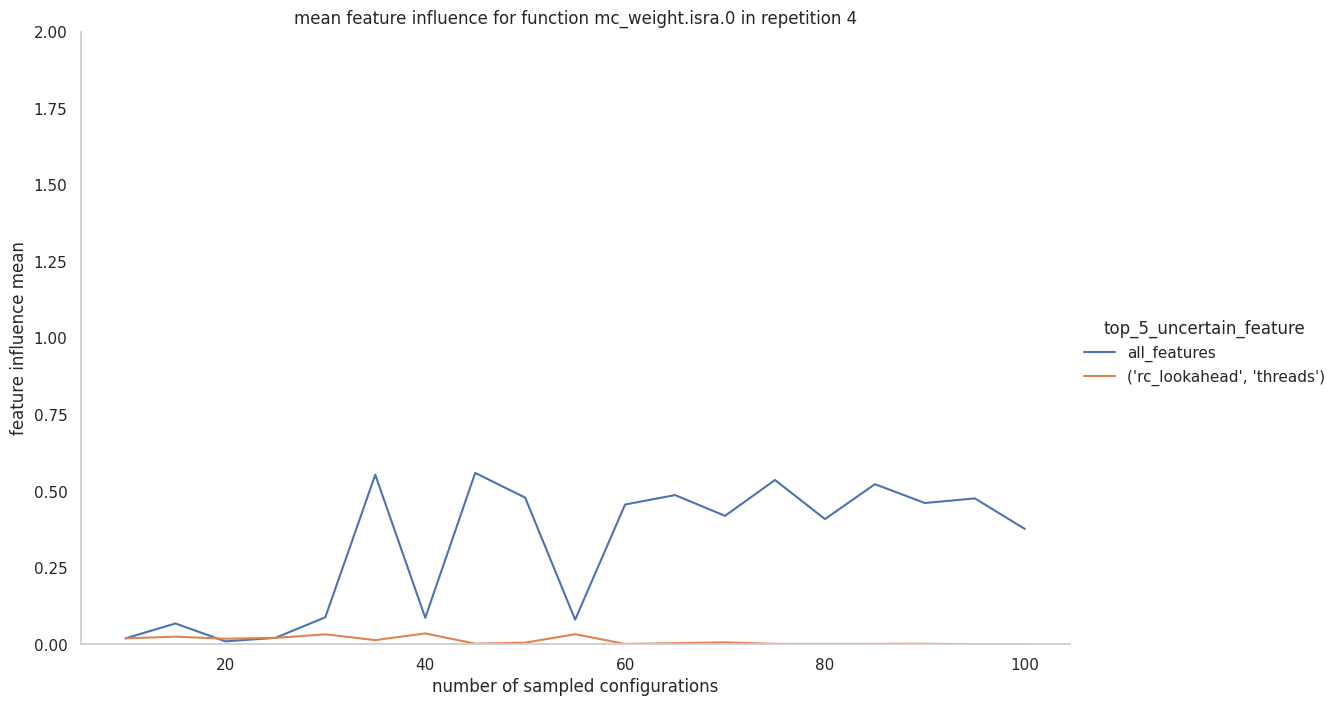 mean feature influence for function mc_weight.isra.0 in repetition 4
2.00
1.75
1.50
1.25
1.00
0.75
0.50
0.25
0.00
feature influence mean
20
40
60
80
100
number of sampled configurations
top_5_uncertain_feature
all_features
('rc_lookahead', 'threads')